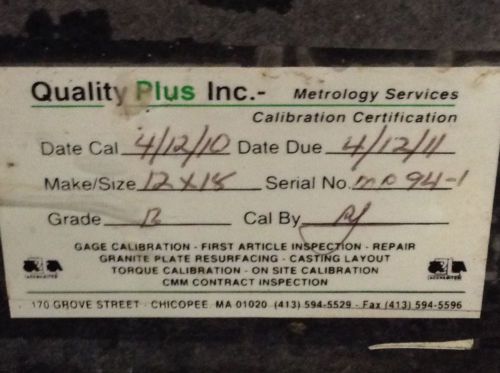 Quality Plus Inc.- Metrology Services
Calibration Certification
Date Cal 4/12/10 Date Due 4/12/11
Make/Size 12 x 18 Serial No. 94-1
Grade B Cal By
GAGE CALIBRATION - FIRST ARTICLE INSPECTION - REPAIR
GRANITE PLATE RESURFACING - CASTING LAYOUT
TORQUE CALIBRATION - ON SITE CALIBRATION
CMM CONTRACT INSPECTION
170 GROVE STREET - CHICOPEE MA 01020 (413) 594-5529 - Fax (413) 594-5596